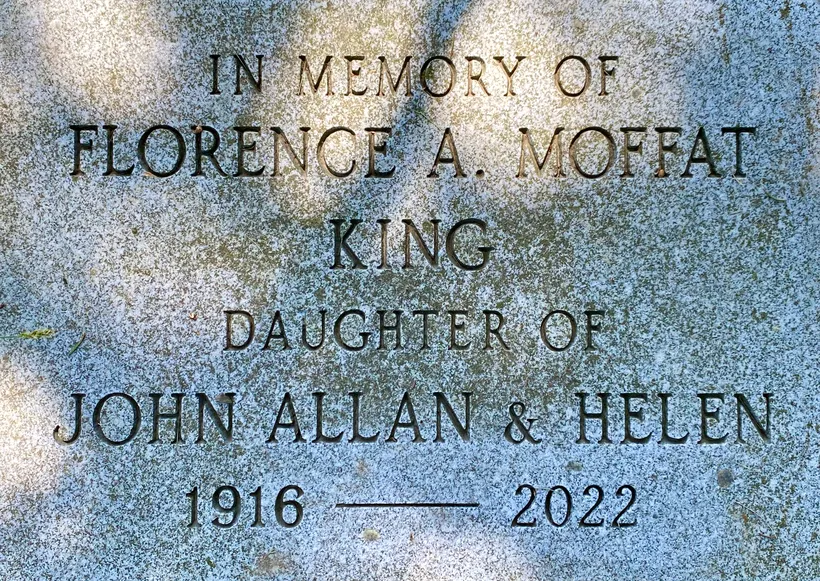 IN MEMORY OF
FLORENCE A. MOFFAT
KING
DAUGHTER OF
JOHN ALLAN & HELEN
1916 — 2022